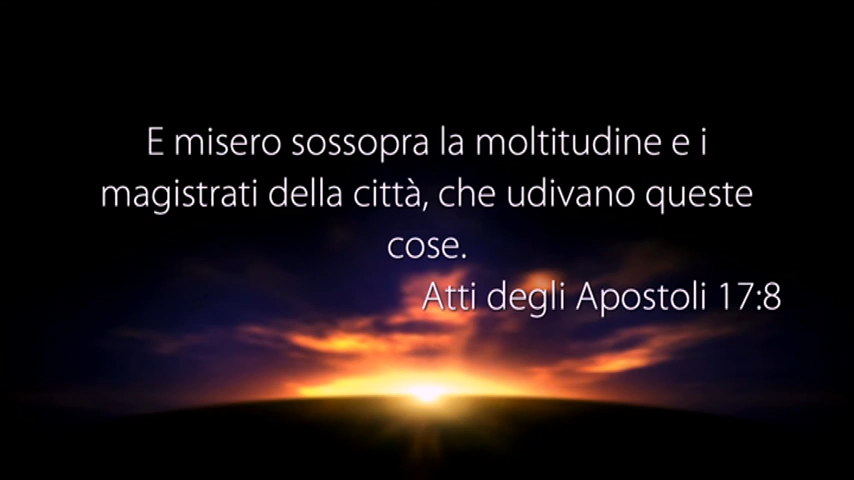 E misero sossopra la moltitudine e i
magistrati della città, che udivano queste
cose.
Atti degli Apostoli 17:8